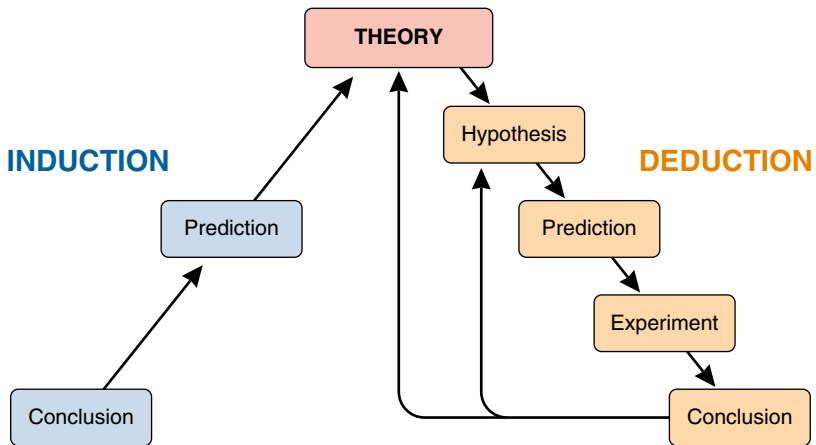 THEORY
Hypothesis
INDUCTION
DEDUCTION
Prediction
Prediction
Experiment
Conclusion
Conclusion